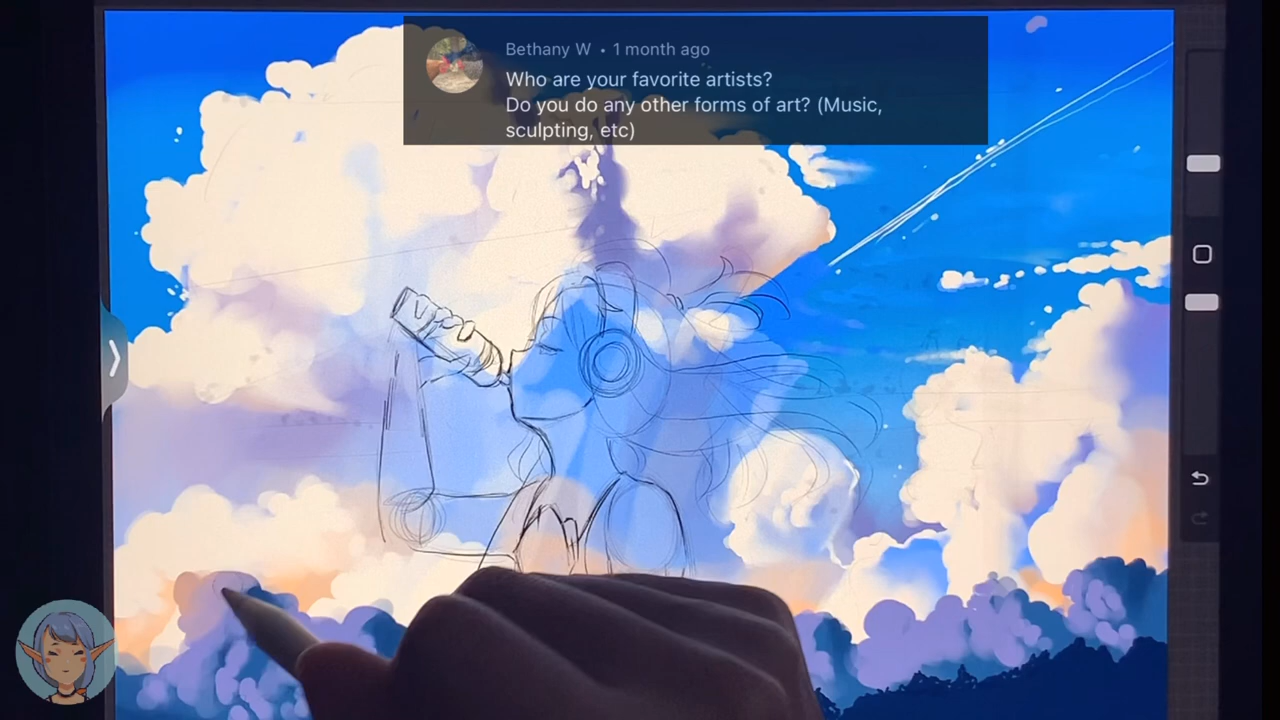 Bethany W • 1 month ago
Who are your favorite artists?
Do you do any other forms of art? (Music,
sculpting, etc)